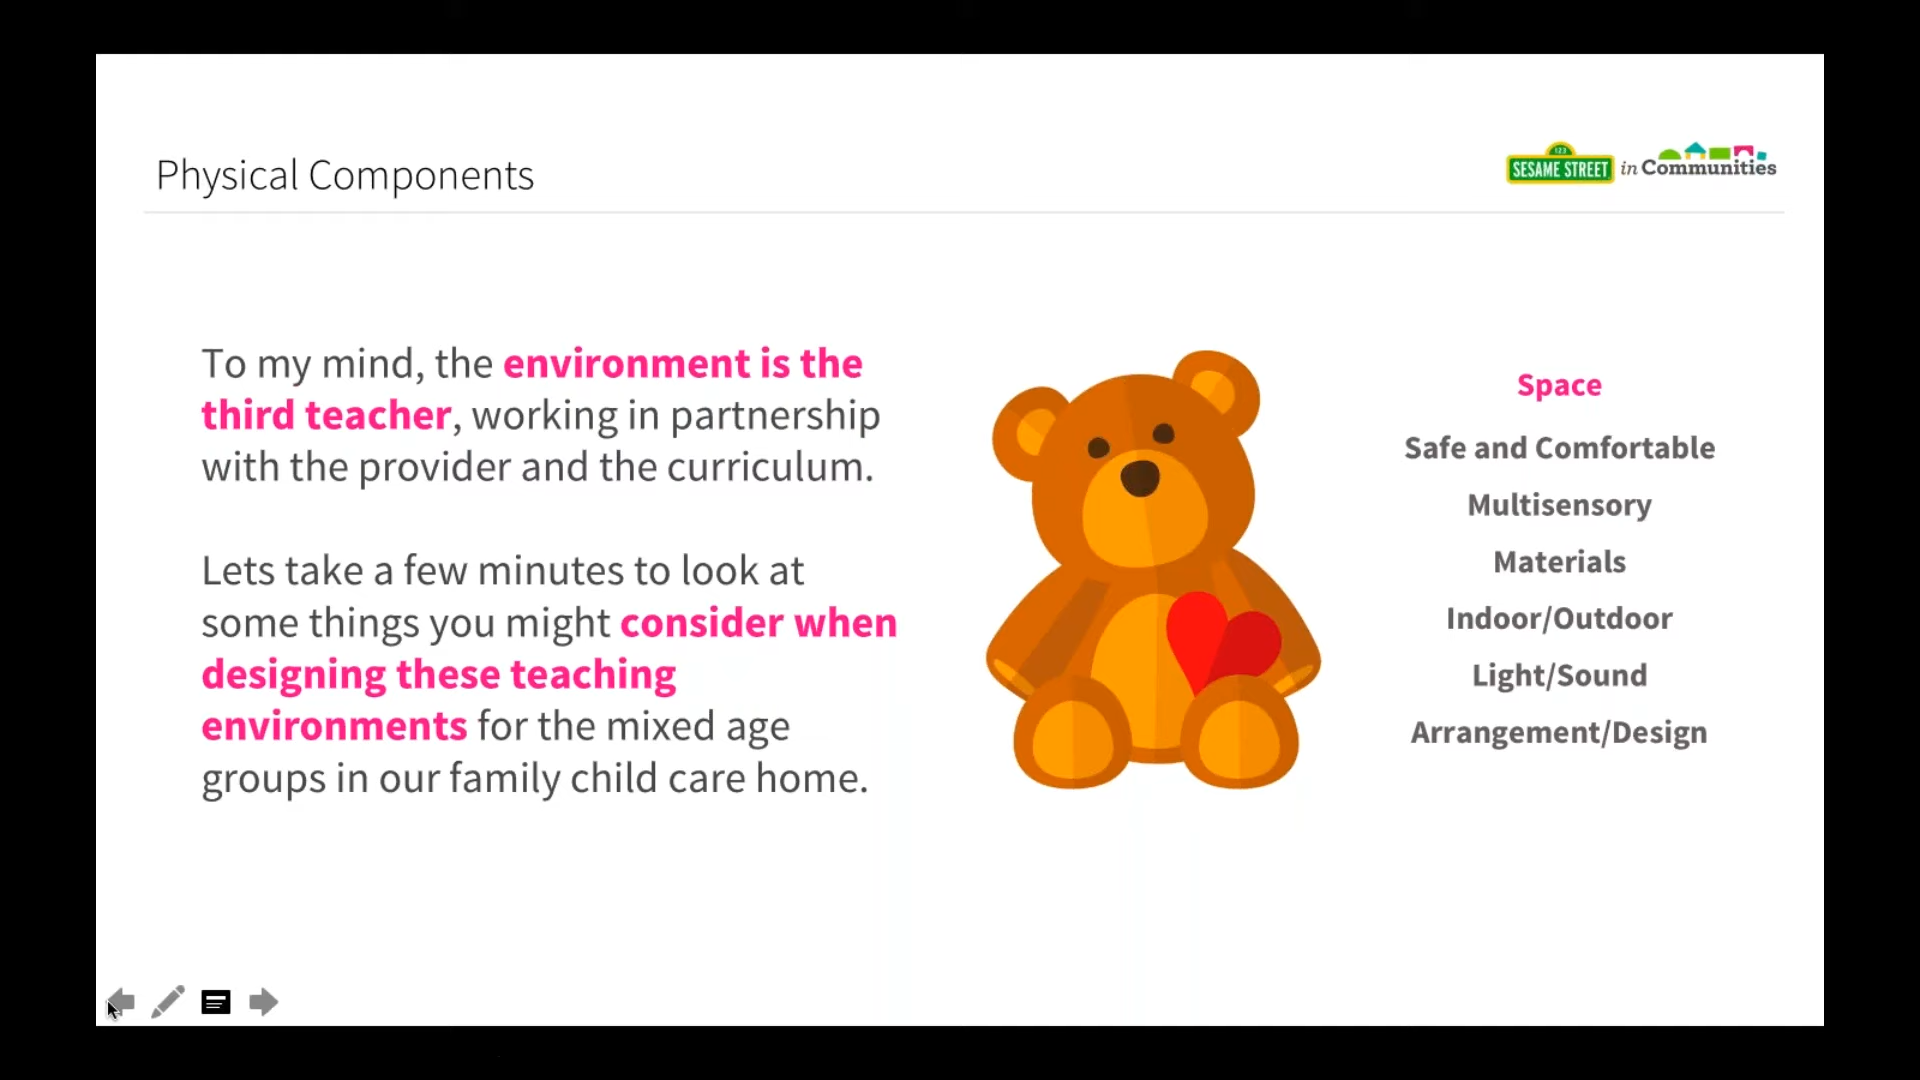 Physical Components
123
SESAME STREET in Communities
To my mind, the environment is the
third teacher, working in partnership
with the provider and the curriculum.
Lets take a few minutes to look at
some things you might consider when
designing these teaching
environments for the mixed age
groups in our family child care home.
Space
Safe and Comfortable
Multisensory
Materials
Indoor/Outdoor
Light/Sound
Arrangement/Design